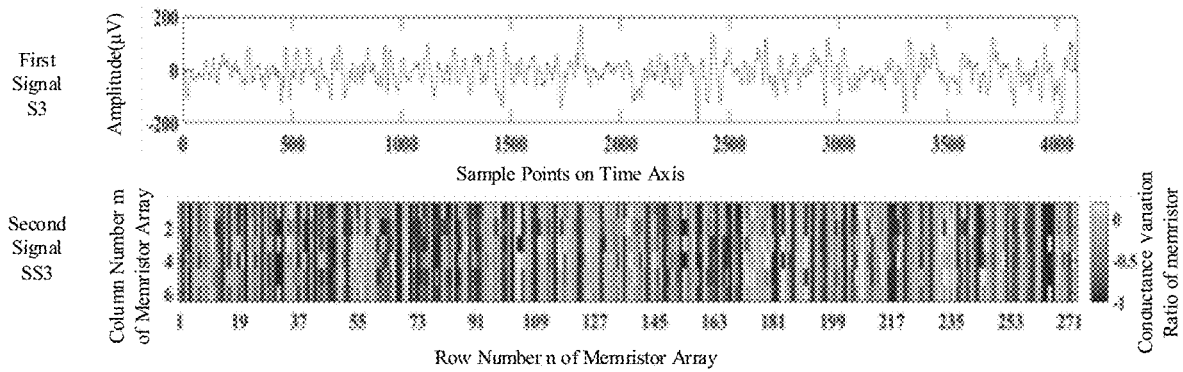 First
Signal
S3
Amplitude(μV)
200
0
-200
0 500 1000 1500 2000 2500 3000 3500 4000
Sample Points on Time Axis
Second
Signal
SS3
Column Number m
of Memristor Array
2
4
6
1 19 37 55 73 91 109 127 145 163 181 199 217 235 253 271
Row Number n of Memristor Array
0
-0.5
-1
Conductance Variation
Ratio of memristor